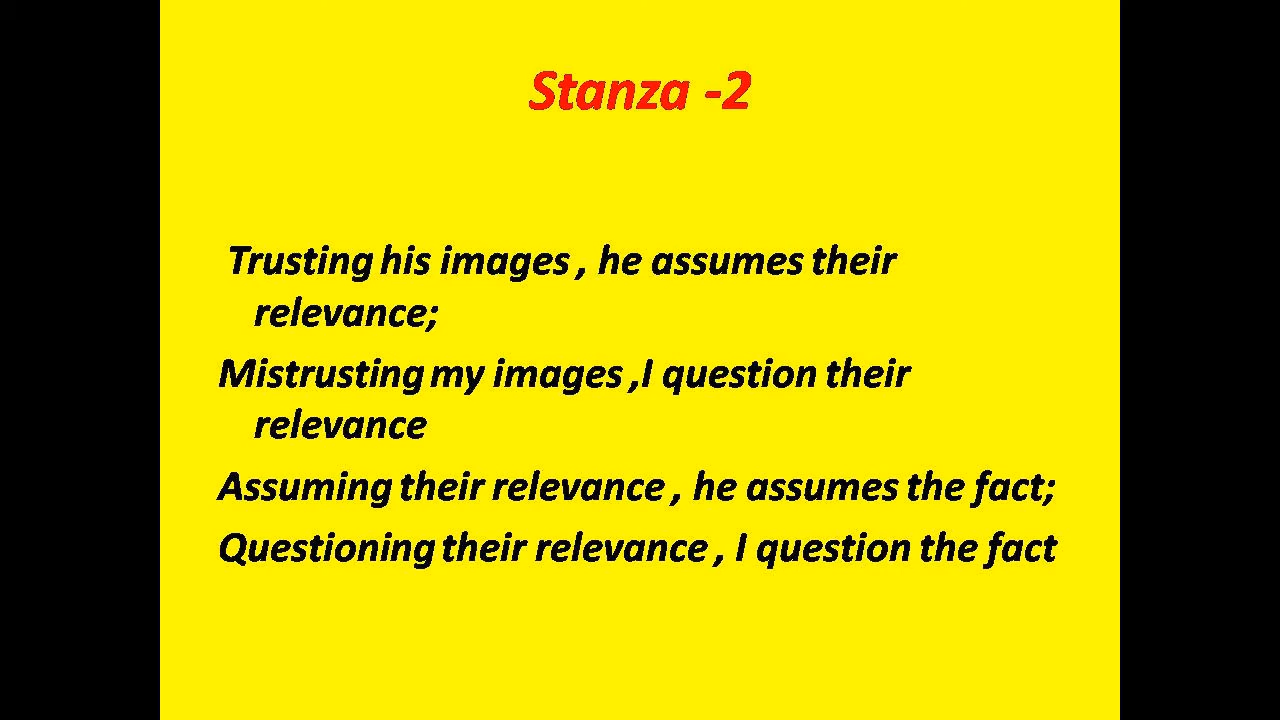 Stanza -2
Trusting his images , he assumes their
relevance;
Mistrusting my images ,I question their
relevance
Assuming their relevance , he assumes the fact;
Questioning their relevance , I question the fact